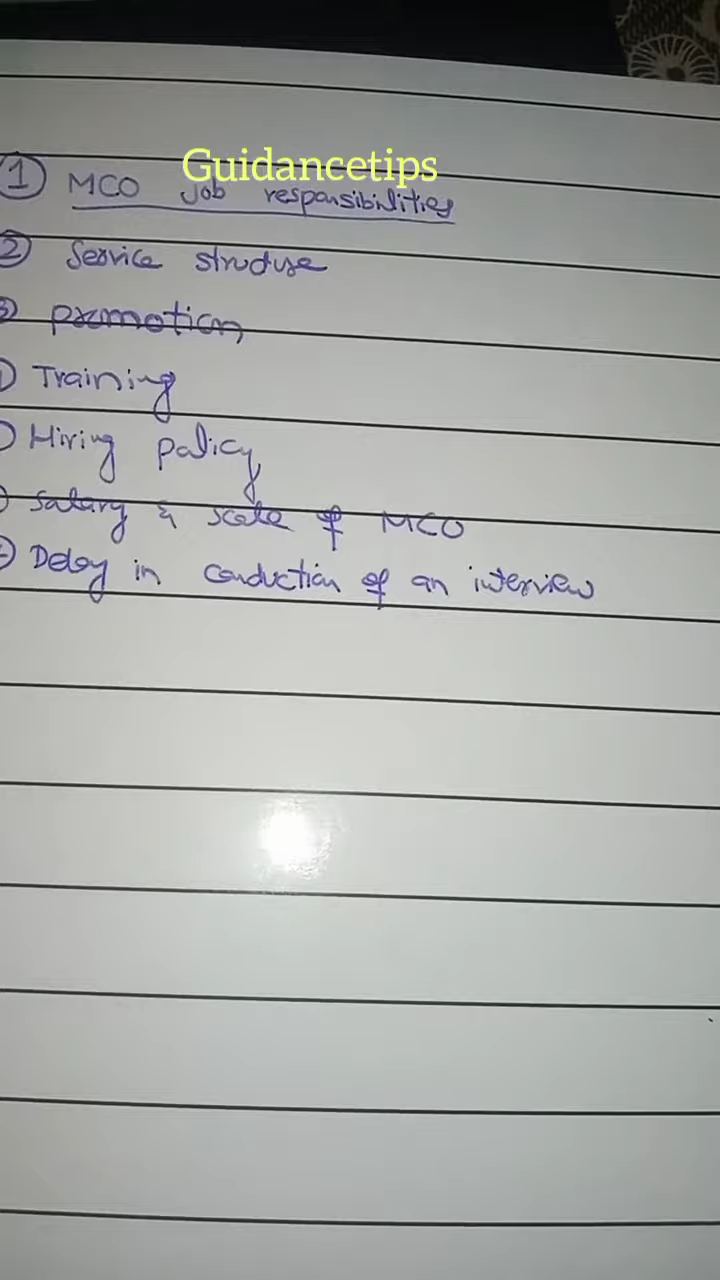 Guidancetips
① MCO Job responsibilities
② Service structure
③ promotion
Training
Hiring policy
Salary & scale of MCO
Delay in conduction of an interview